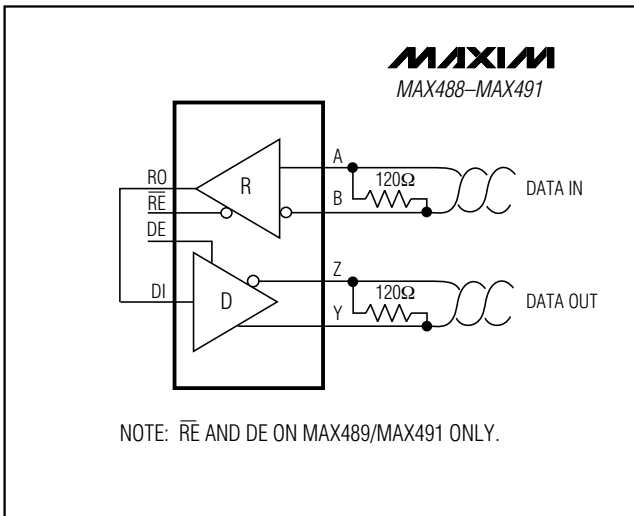 MAXIM
MAX488–MAX491
A
RO
R
120Ω
DATA IN
RE
B
DE
Z
DI
D
120Ω
DATA OUT
Y
NOTE: RE AND DE ON MAX489/MAX491 ONLY.